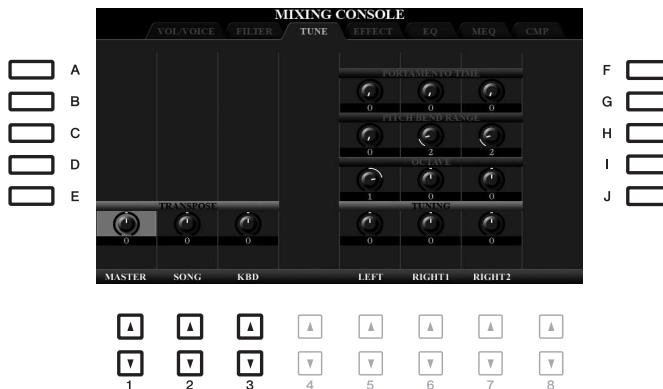 MIXING CONSOLE
VOL/VOICE FILTER TUNE EFFECT EQ MEQ CMP
A
B
C
D
E
F
G
H
I
J
PORTAMENTO TIME
0 0 0
PITCH BEND RANGE
0 2 2
OCTAVE
1 0 0
TRANSPOSE TUNING
0 0 0 0 0 0
MASTER SONG KBD LEFT RIGHT1 RIGHT2
1 2 3 4 5 6 7 8